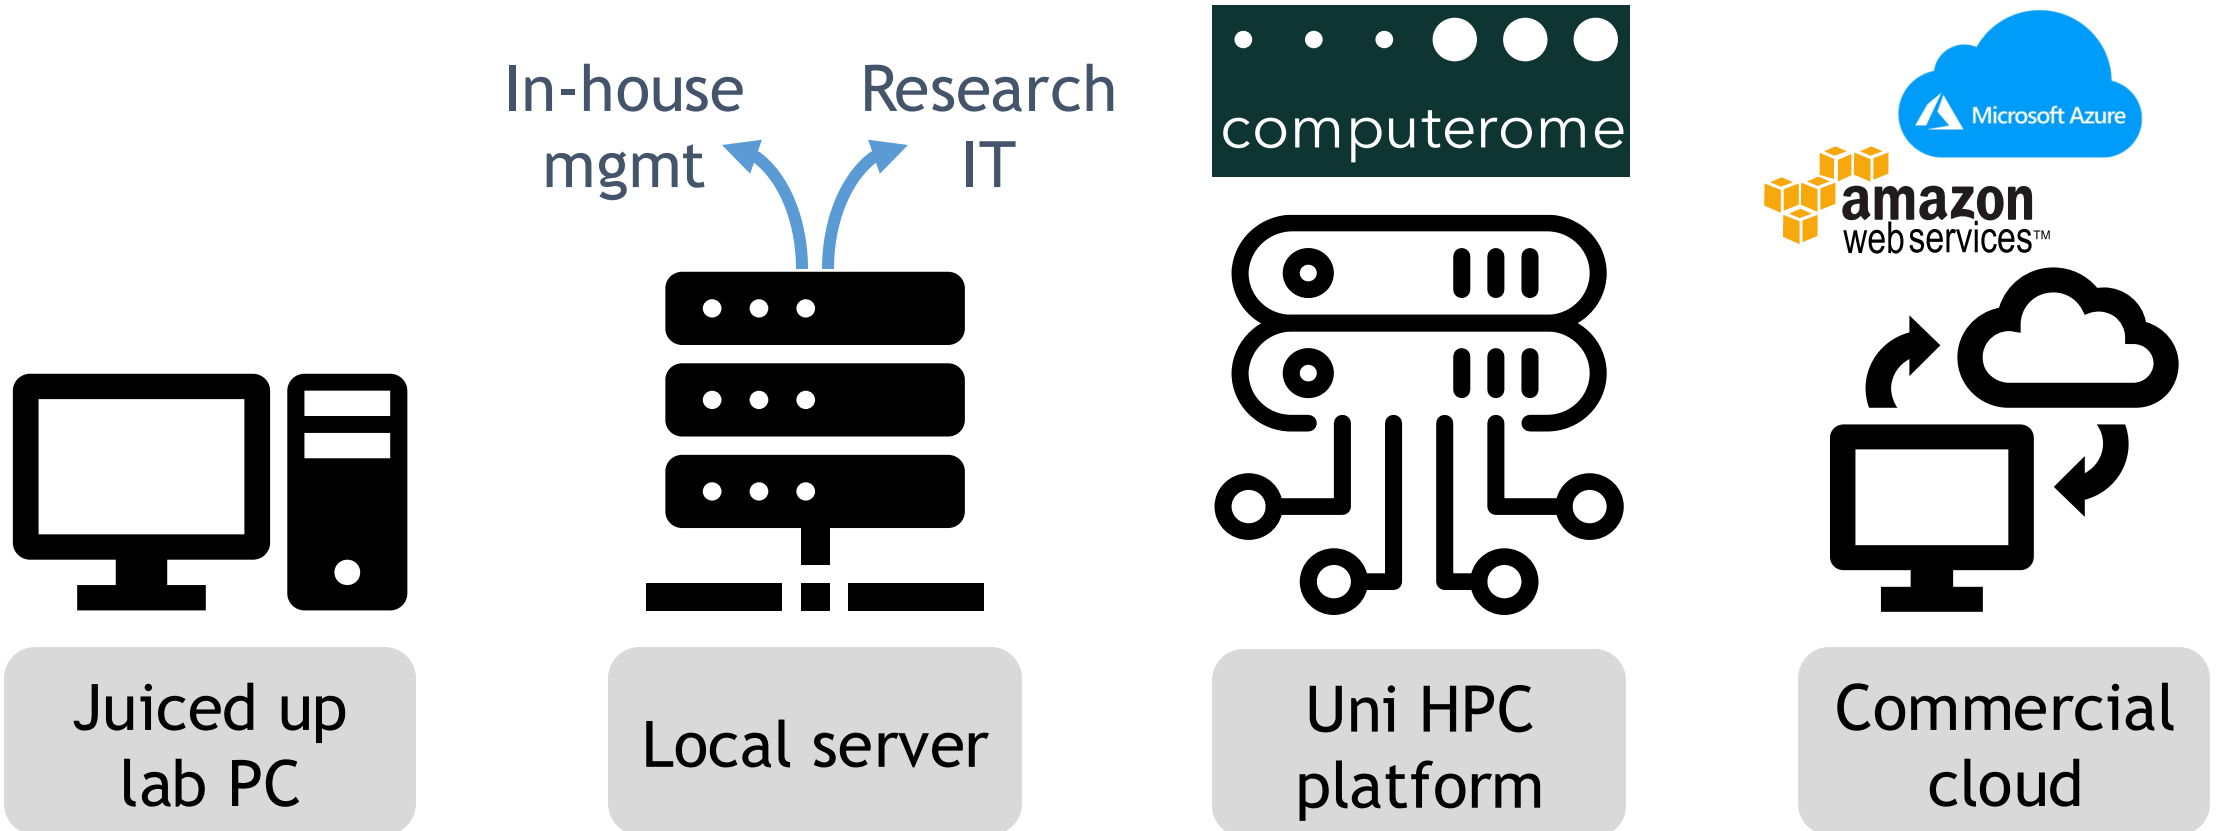 In-house
mgmt
Research
IT
computerome
Microsoft Azure
amazon
web services™
Juiced up
lab PC
Local server
Uni HPC
platform
Commercial
cloud